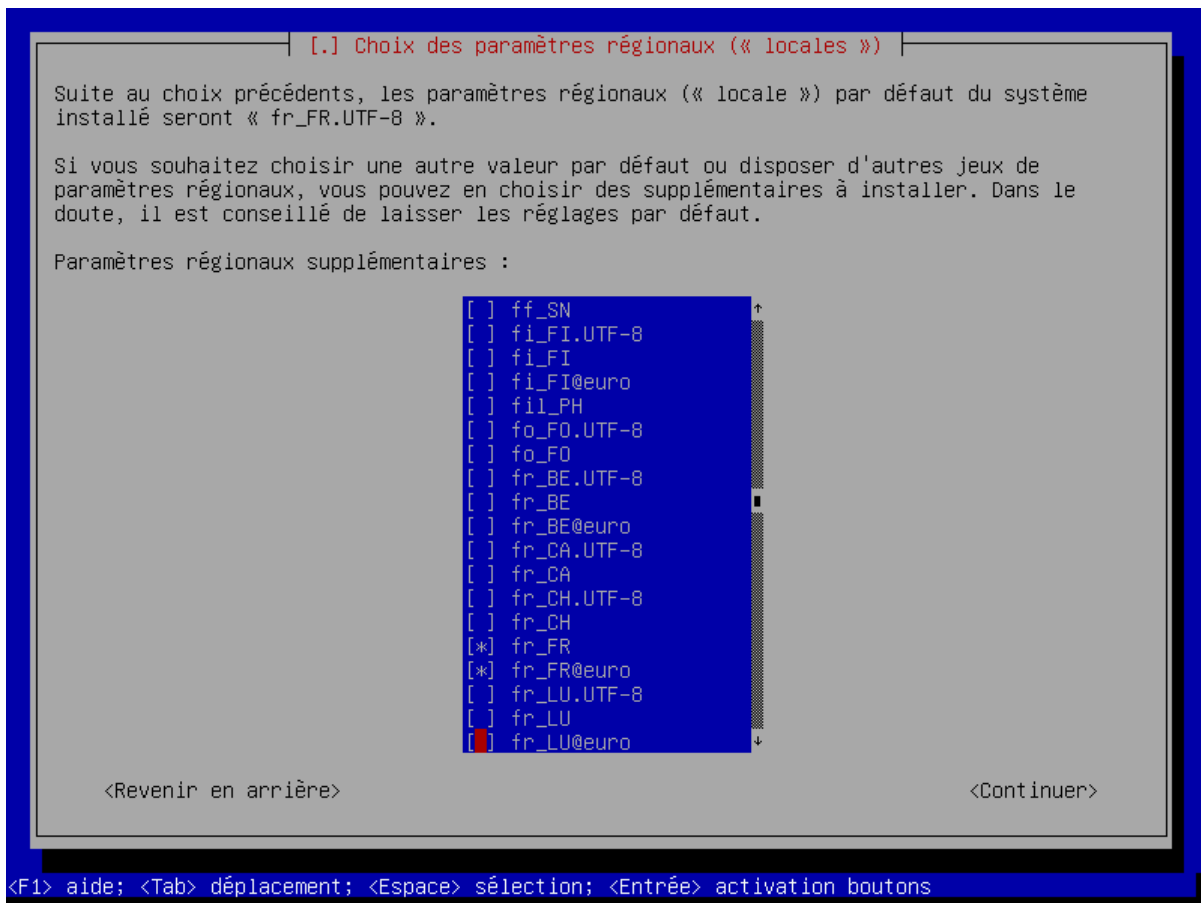 [.] Choix des paramètres régionaux (« locales »)
Suite au choix précédents, les paramètres régionaux (« locale ») par défaut du système
installé seront « fr_FR.UTF-8 ».
Si vous souhaitez choisir une autre valeur par défaut ou disposer d'autres jeux de
paramètres régionaux, vous pouvez en choisir des supplémentaires à installer. Dans le
doute, il est conseillé de laisser les réglages par défaut.
Paramètres régionaux supplémentaires :
[ ] ff_SN ↑
[ ] fi_FI.UTF-8
[ ] fi_FI
[ ] fi_FI@euro
[ ] fil_PH
[ ] fo_FO.UTF-8
[ ] fo_FO
[ ] fr_BE.UTF-8
[ ] fr_BE
[ ] fr_BE@euro
[ ] fr_CA.UTF-8
[ ] fr_CA
[ ] fr_CH.UTF-8
[ ] fr_CH
[*] fr_FR
[*] fr_FR@euro
[ ] fr_LU.UTF-8
[ ] fr_LU
[ ] fr_LU@euro ↓
<Revenir en arrière> <Continuer>
<F1> aide; <Tab> déplacement; <Espace> sélection; <Entrée> activation boutons